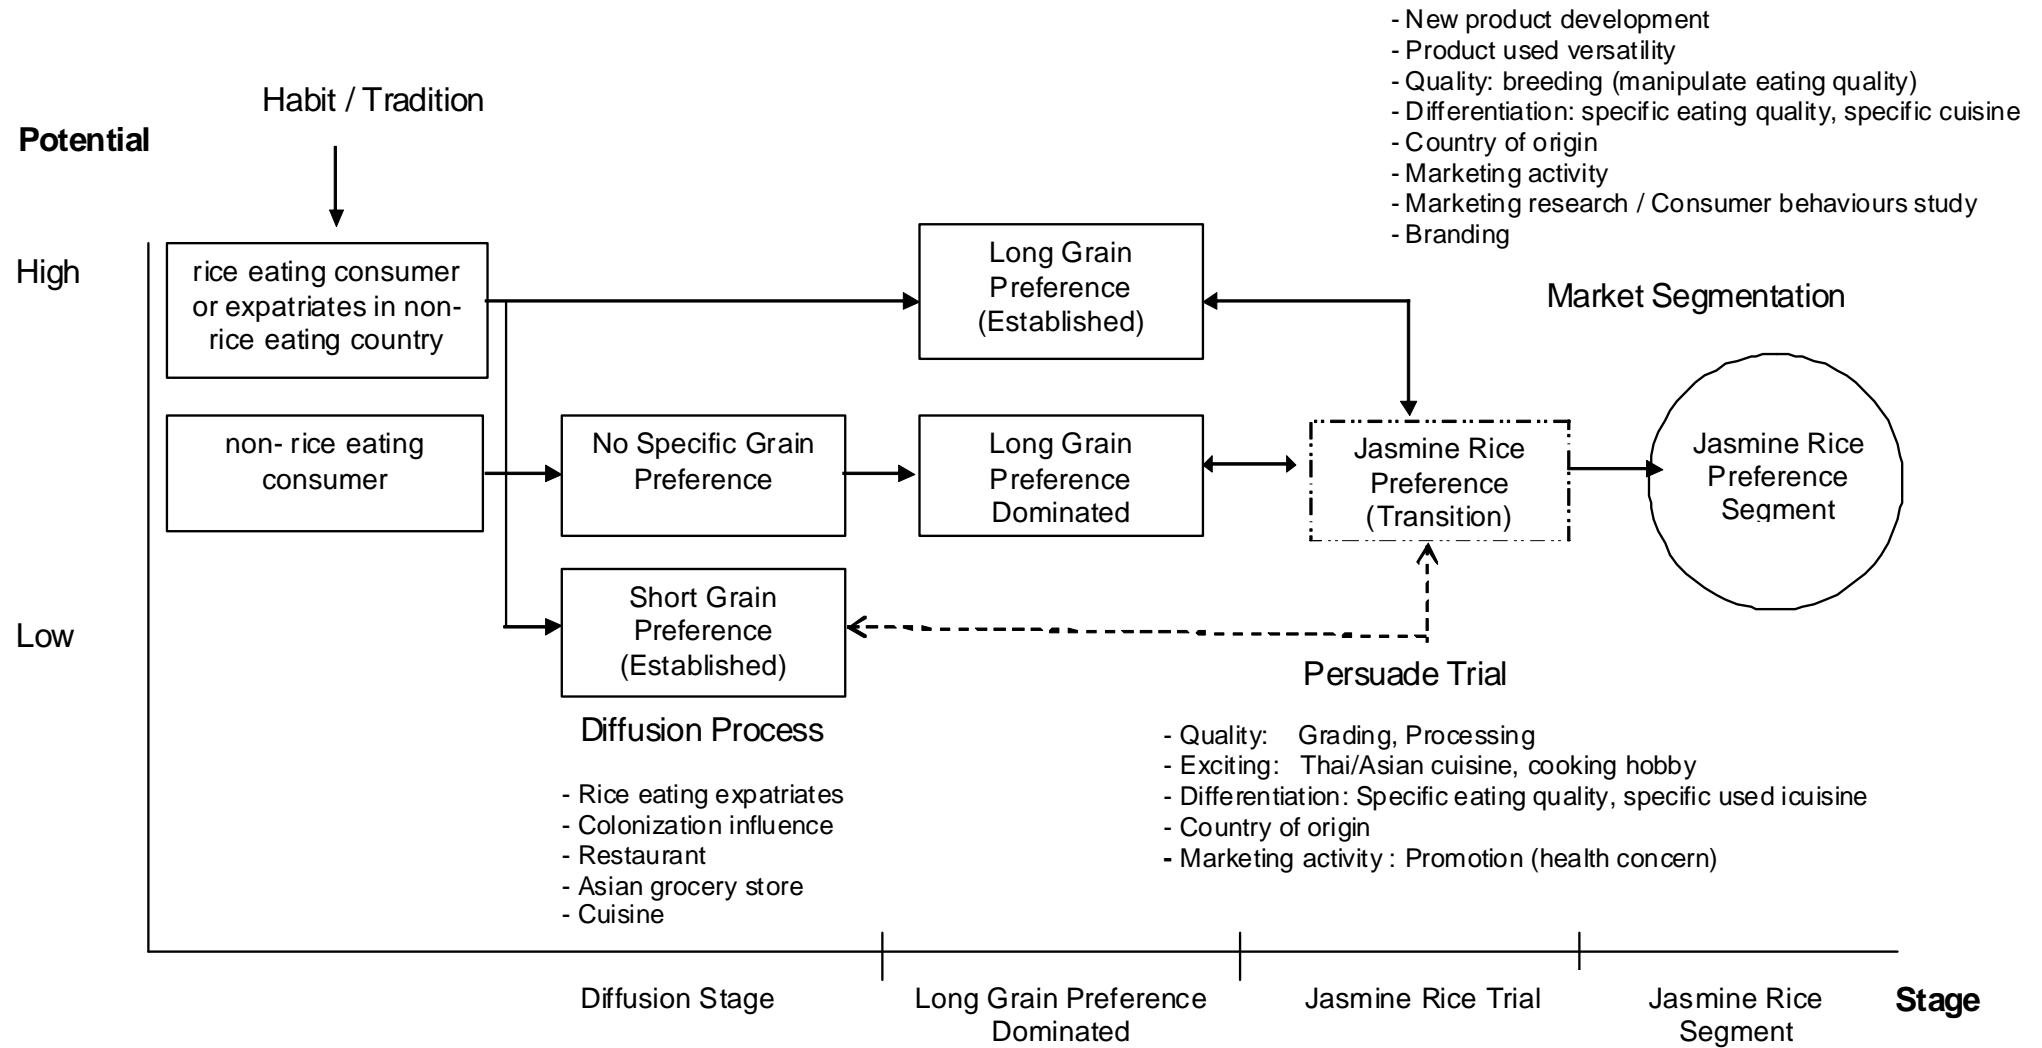 - New product development
- Product used versatility
- Quality: breeding (manipulate eating quality)
- Differentiation: specific eating quality, specific cuisine
- Country of origin
- Marketing activity
- Marketing research / Consumer behaviours study
- Branding
Habit / Tradition
Potential
High
rice eating consumer
or expatriates in non-
rice eating country
Long Grain
Preference
(Established)
Market Segmentation
non- rice eating
consumer
No Specific Grain
Preference
Long Grain
Preference
Dominated
Jasmine Rice
Preference
(Transition)
Jasmine Rice
Preference
Segment
Low
Short Grain
Preference
(Established)
Diffusion Process
- Rice eating expatriates
- Colonization influence
- Restaurant
- Asian grocery store
- Cuisine
Persuade Trial
- Quality: Grading, Processing
- Exciting: Thai/Asian cuisine, cooking hobby
- Differentiation: Specific eating quality, specific used icuisine
- Country of origin
- Marketing activity : Promotion (health concern)
Diffusion Stage
Long Grain Preference
Dominated
Jasmine Rice Trial
Jasmine Rice
Segment
Stage